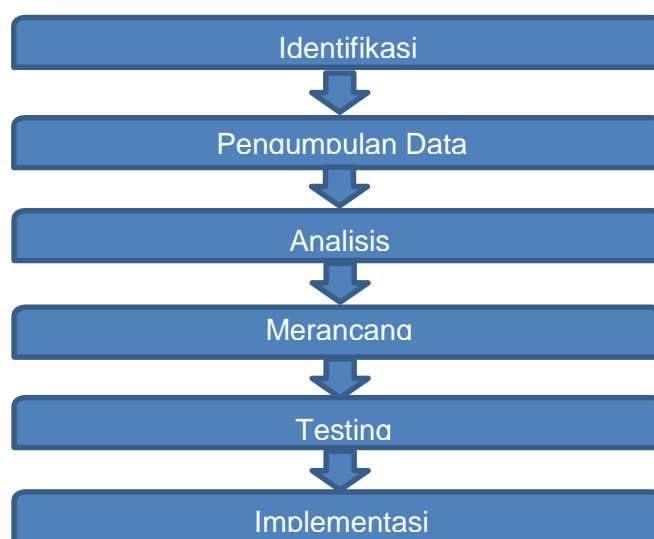 Identifikasi
Pengumpulan Data
Analisis
Merancang
Testing
Implementasi